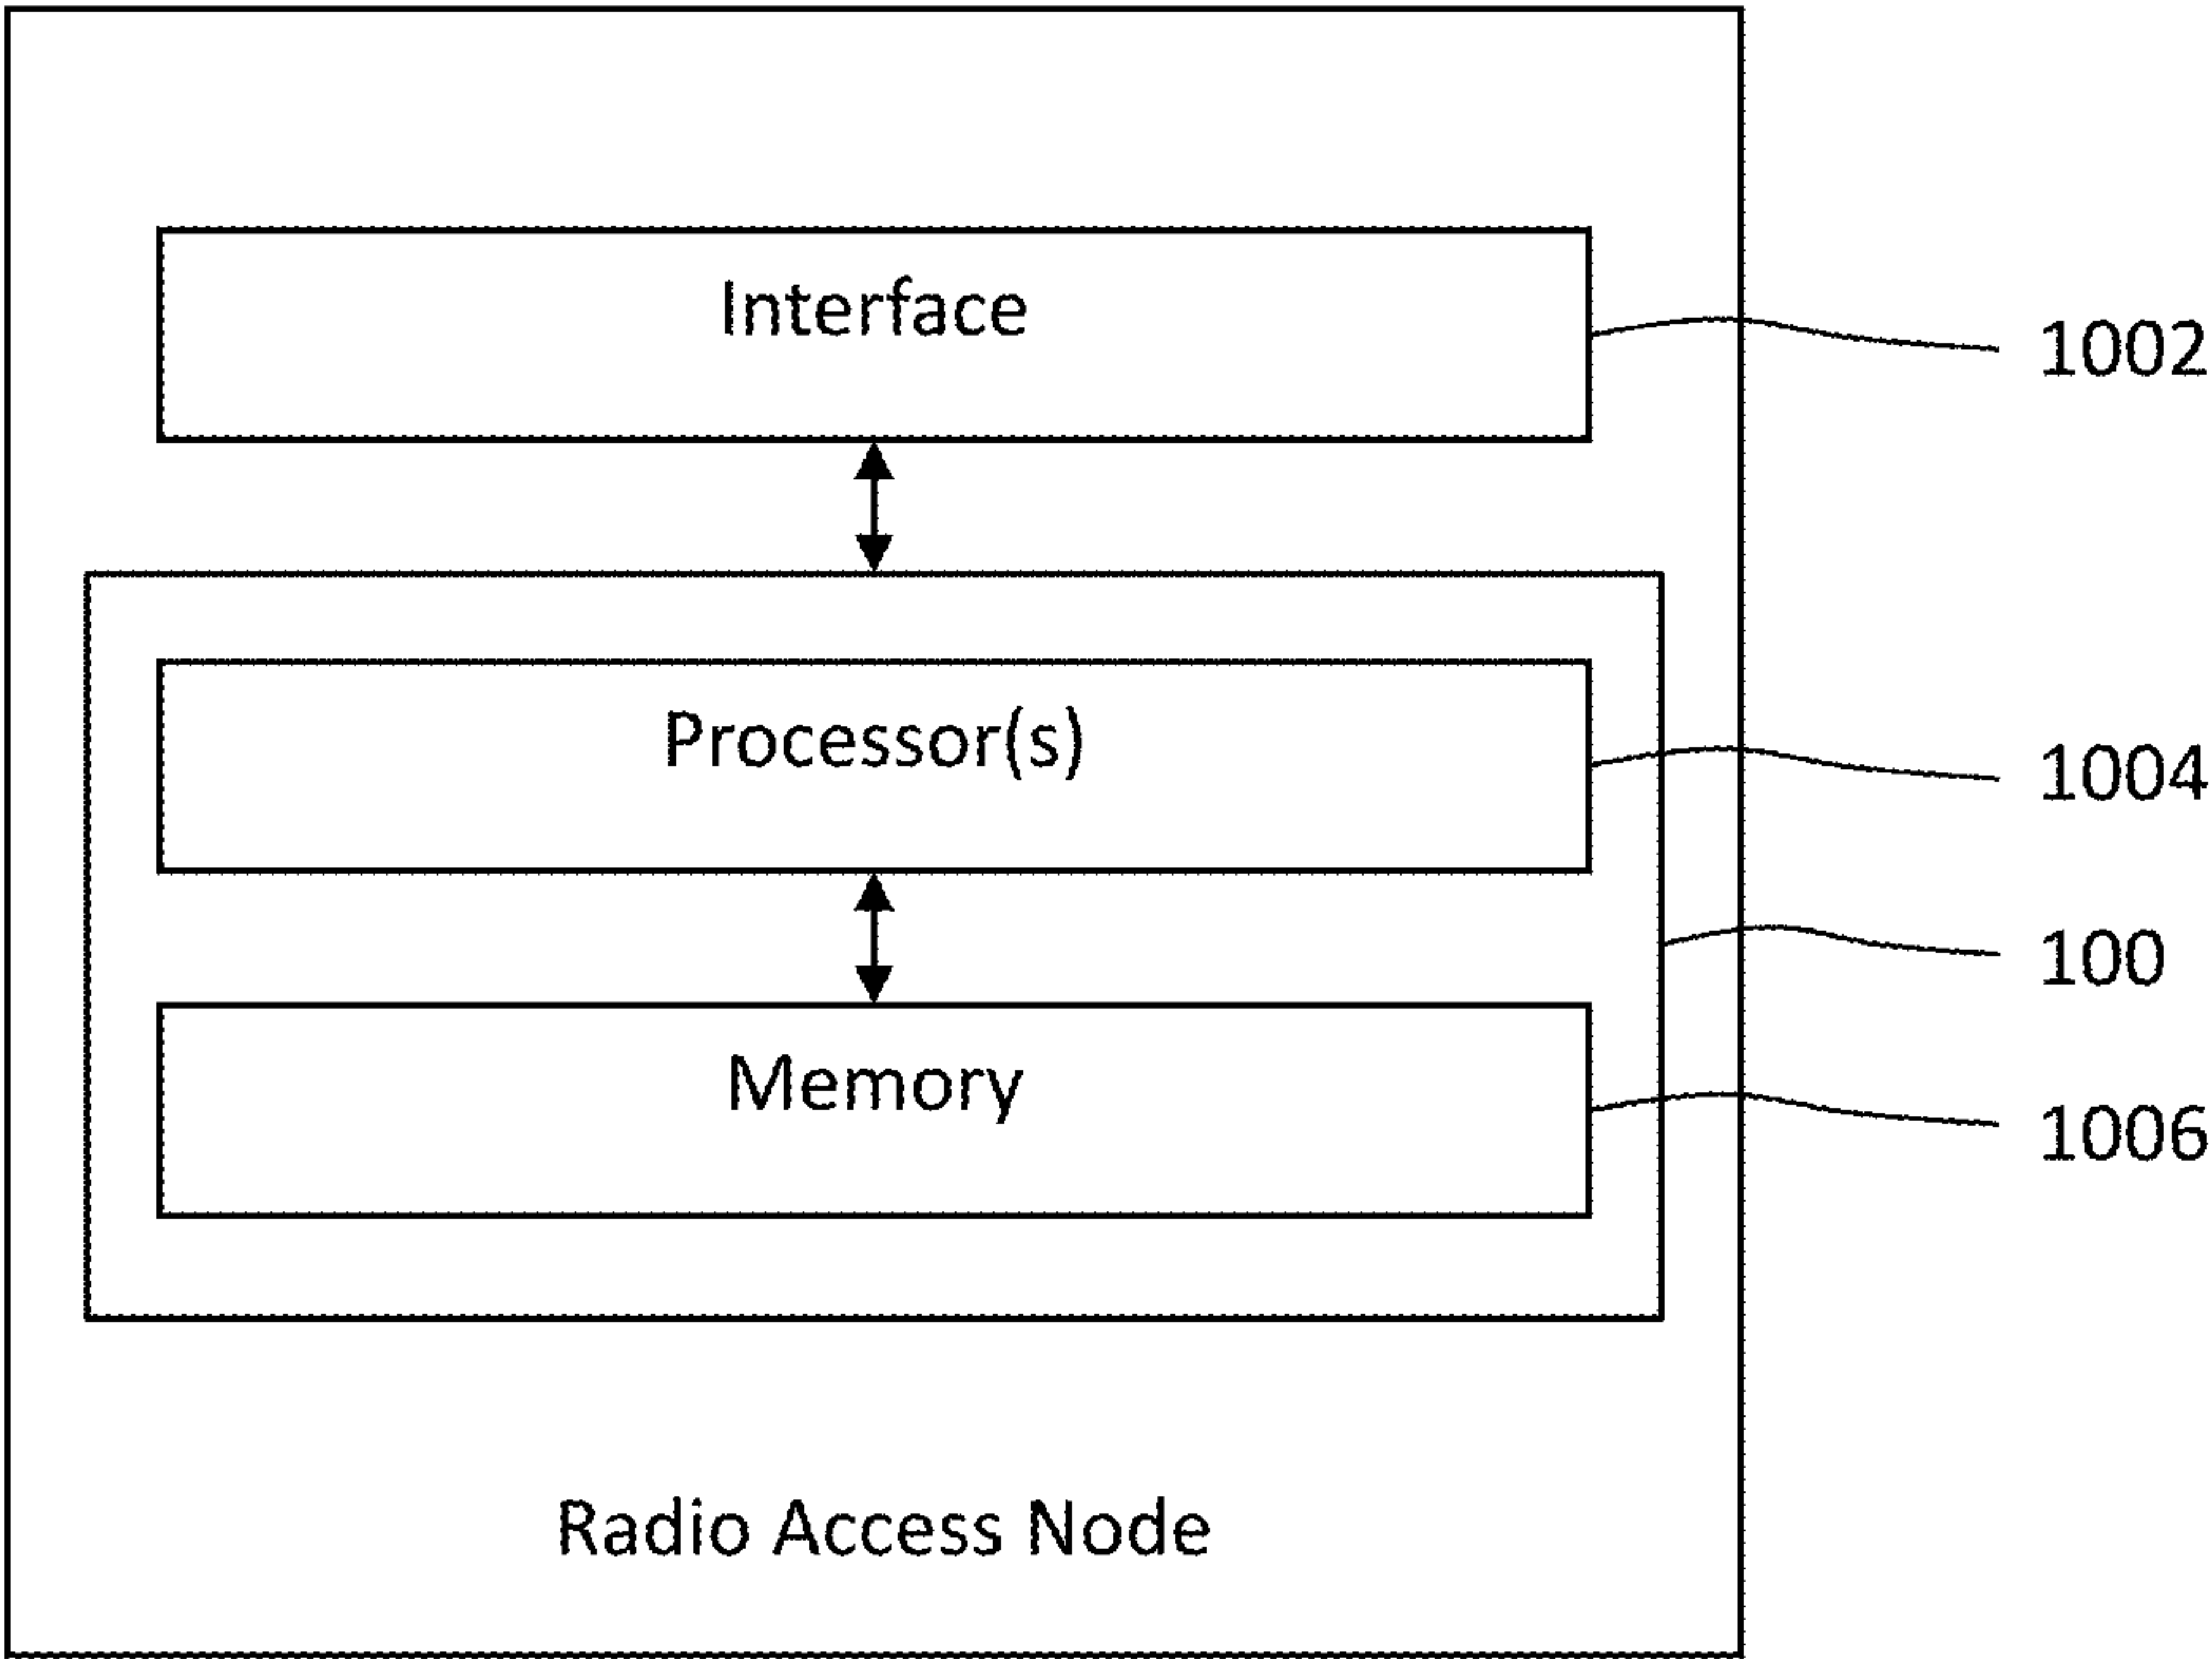 Interface
1002
Processor(s)
1004
100
Memory
1006
Radio Access Node